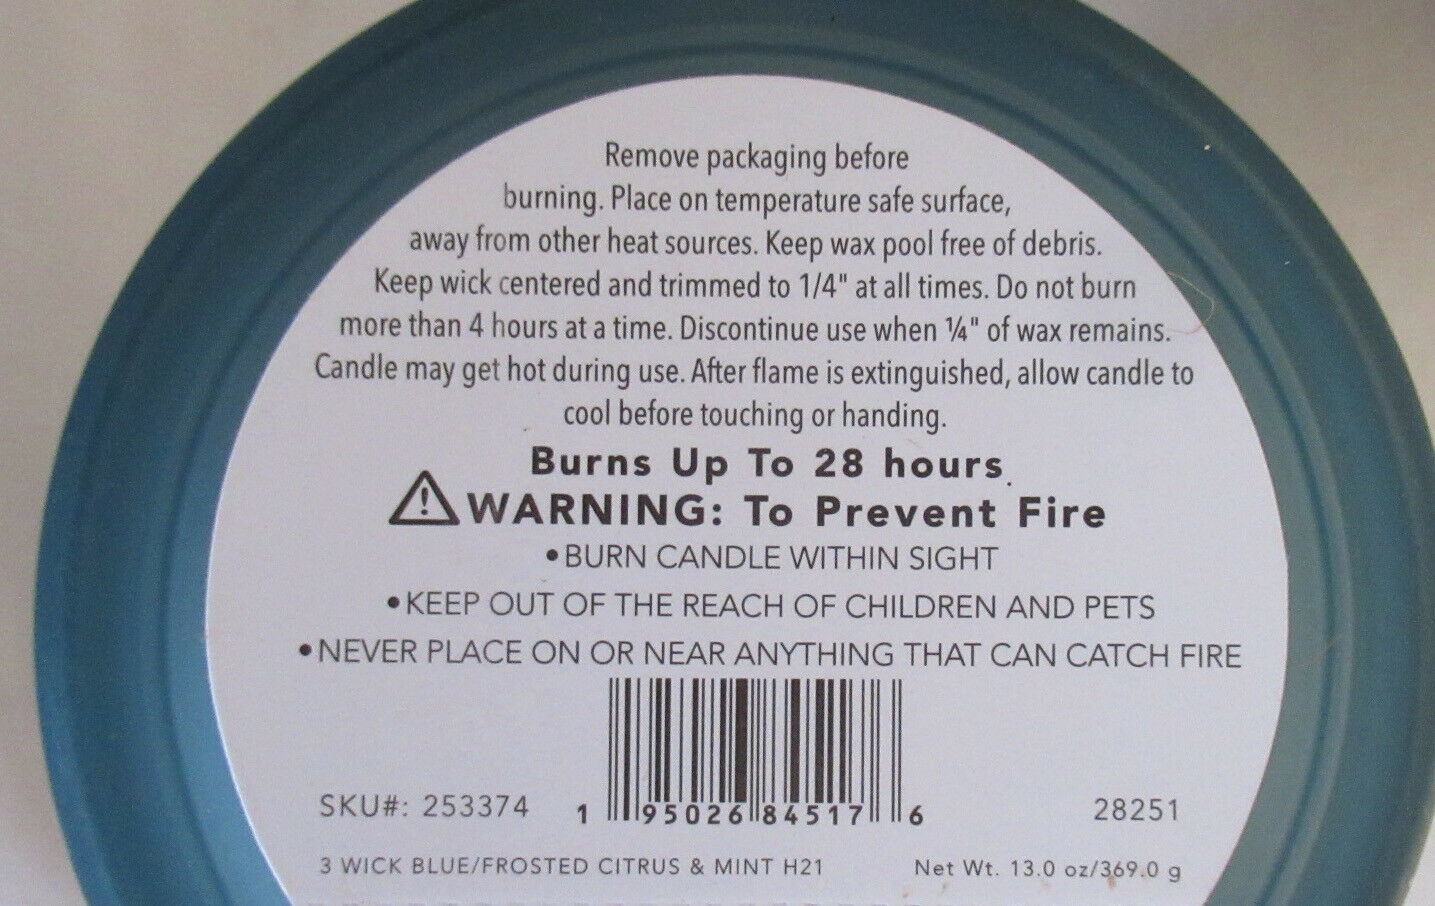 Remove packaging before
burning. Place on temperature safe surface,
away from other heat sources. Keep wax pool free of debris.
Keep wick centered and trimmed to 1/4" at all times. Do not burn
more than 4 hours at a time. Discontinue use when ¼" of wax remains.
Candle may get hot during use. After flame is extinguished, allow candle to
cool before touching or handing.
Burns Up To 28 hours.
WARNING: To Prevent Fire
•BURN CANDLE WITHIN SIGHT
•KEEP OUT OF THE REACH OF CHILDREN AND PETS
•NEVER PLACE ON OR NEAR ANYTHING THAT CAN CATCH FIRE
SKU#: 253374 1 95026 84517 6 28251
3 WICK BLUE/FROSTED CITRUS & MINT H21 Net Wt. 13.0 oz/369.0 g